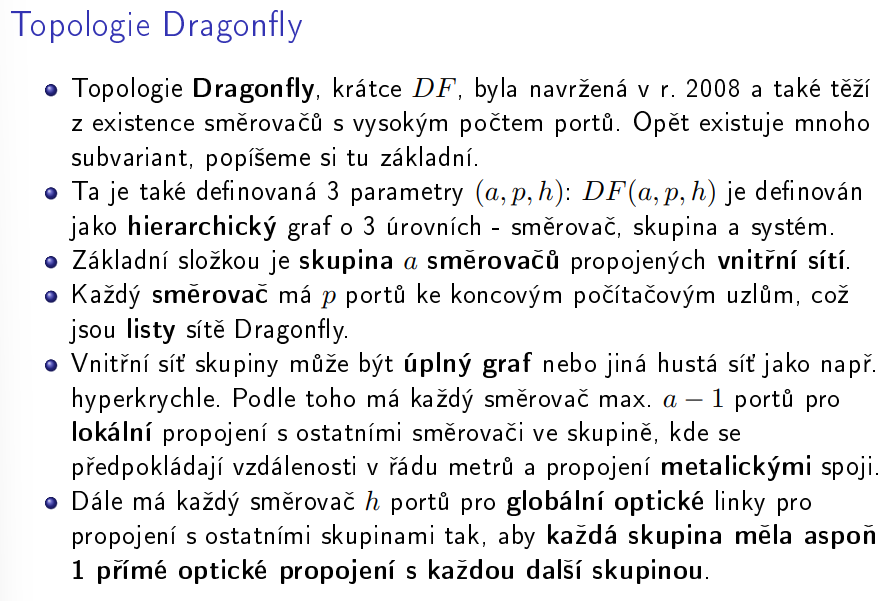 Topologie Dragonfly
Topologie Dragonfly, krátce DF, byla navržená v r. 2008 a také těží
z existence směrovačů s vysokým počtem portů. Opět existuje mnoho
subvariant, popíšeme si tu základní.
Ta je také definovaná 3 parametry (a, p, h): DF(a, p, h) je definován
jako hierarchický graf o 3 úrovních - směrovač, skupina a systém.
Základní složkou je skupina a směrovačů propojených vnitřní sítí.
Každý směrovač má p portů ke koncovým počítačovým uzlům, což
jsou listy sítě Dragonfly.
Vnitřní síť skupiny může být úplný graf nebo jiná hustá síť jako např.
hyperkrychle. Podle toho má každý směrovač max. a − 1 portů pro
lokální propojení s ostatními směrovači ve skupině, kde se
předpokládají vzdálenosti v řádu metrů a propojení metalickými spoji.
Dále má každý směrovač h portů pro globální optické linky pro
propojení s ostatními skupinami tak, aby každá skupina měla aspoň
1 přímé optické propojení s každou další skupinou.